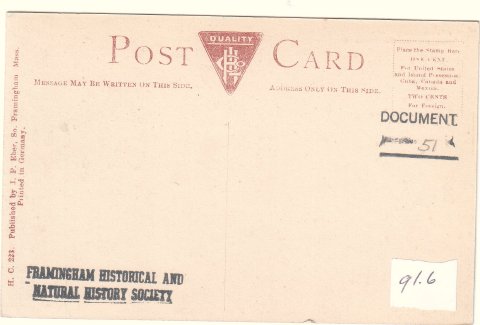 H. C. 223. Published by J. F. Eber, So. Framingham Mass.
Printed in Germany.
POST CARD
QUALITY
MESSAGE MAY BE WRITTEN ON THIS SIDE.
ADDRESS ONLY ON THIS SIDE.
Place the Stamp Here
ONE CENT
For United States
and Island Possessions,
Cuba, Canada and
Mexico.
TWO CENTS
For Foreign.
DOCUMENT
51
FRAMINGHAM HISTORICAL AND
NATURAL HISTORY SOCIETY
91.6